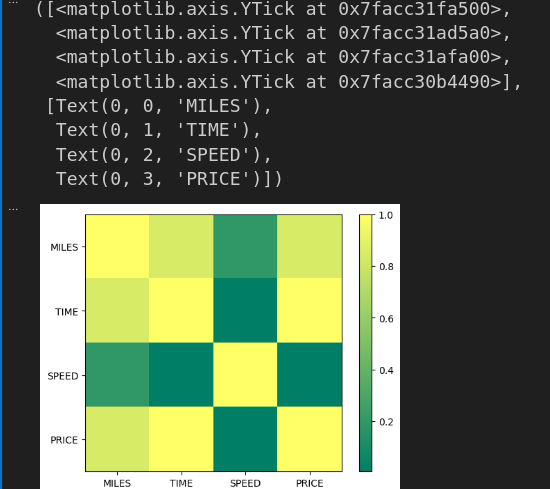 ...
([<matplotlib.axis.YTick at 0x7facc31fa500>,
<matplotlib.axis.YTick at 0x7facc31ad5a0>,
<matplotlib.axis.YTick at 0x7facc31afa00>,
<matplotlib.axis.YTick at 0x7facc30b4490>],
[Text(0, 0, 'MILES'),
Text(0, 1, 'TIME'),
Text(0, 2, 'SPEED'),
Text(0, 3, 'PRICE')])
...
1.0
MILES
0.8
TIME
0.6
SPEED
0.4
PRICE
0.2
MILES TIME SPEED PRICE